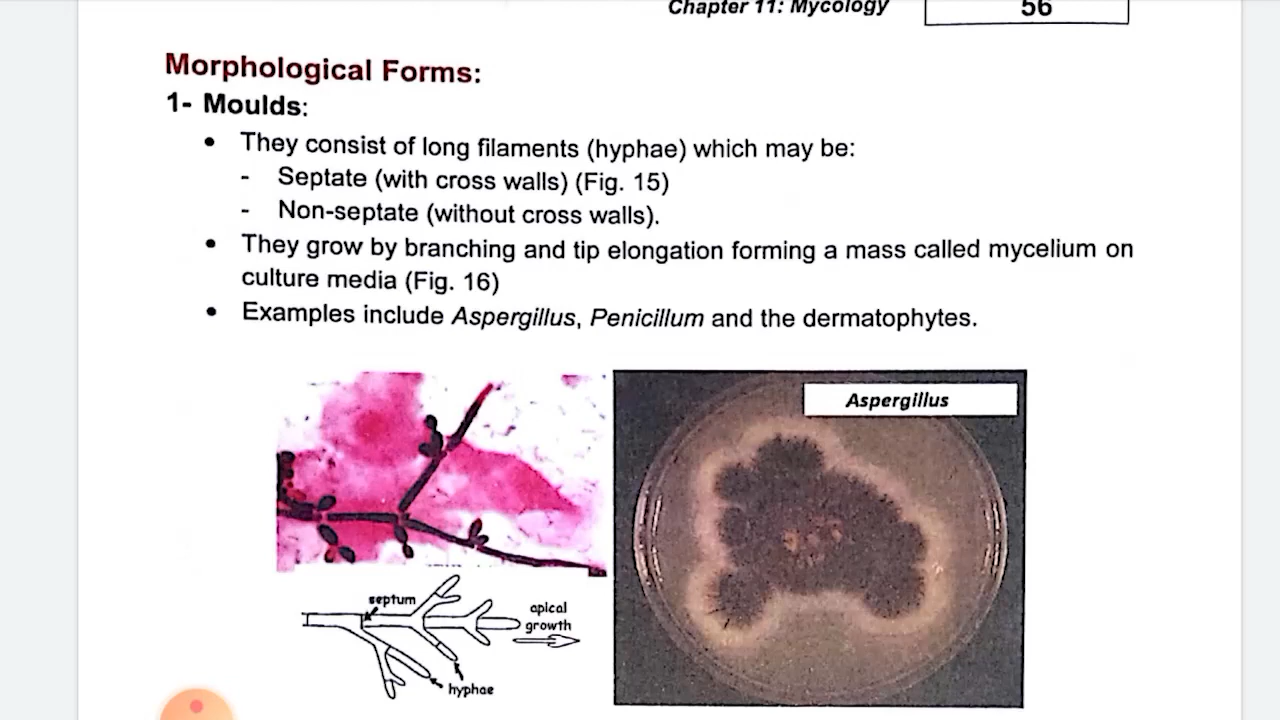 Chapter 11: Mycology
56
Morphological Forms:
1- Moulds:
• They consist of long filaments (hyphae) which may be:
- Septate (with cross walls) (Fig. 15)
- Non-septate (without cross walls).
• They grow by branching and tip elongation forming a mass called mycelium on
culture media (Fig. 16)
• Examples include Aspergillus, Penicillum and the dermatophytes.
Aspergillus
septum
apical
growth
hyphae